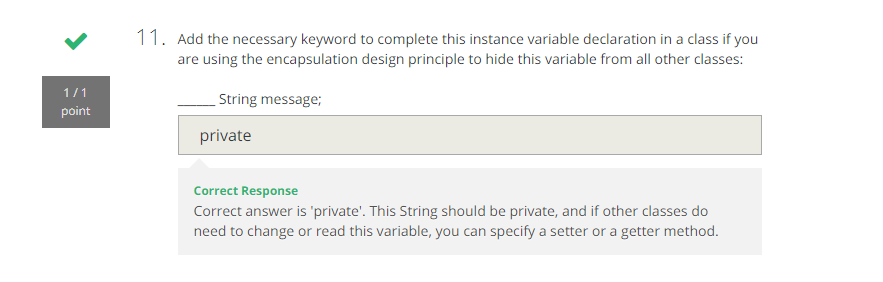 11. Add the necessary keyword to complete this instance variable declaration in a class if you
are using the encapsulation design principle to hide this variable from all other classes:
1 / 1
point
______ String message;
private
Correct Response
Correct answer is 'private'. This String should be private, and if other classes do
need to change or read this variable, you can specify a setter or a getter method.